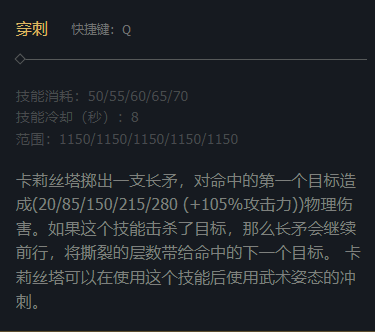 穿刺 快捷键：Q
技能消耗：50/55/60/65/70
技能冷却（秒）：8
范围：1150/1150/1150/1150/1150
卡莉丝塔掷出一支长矛，对命中的第一个目标造
成(20/85/150/215/280 (+105%攻击力))物理伤
害。如果这个技能击杀了目标，那么长矛会继续
前行，将撕裂的层数带给命中的下一个目标。 卡
莉丝塔可以在使用这个技能后使用武术姿态的冲
刺。